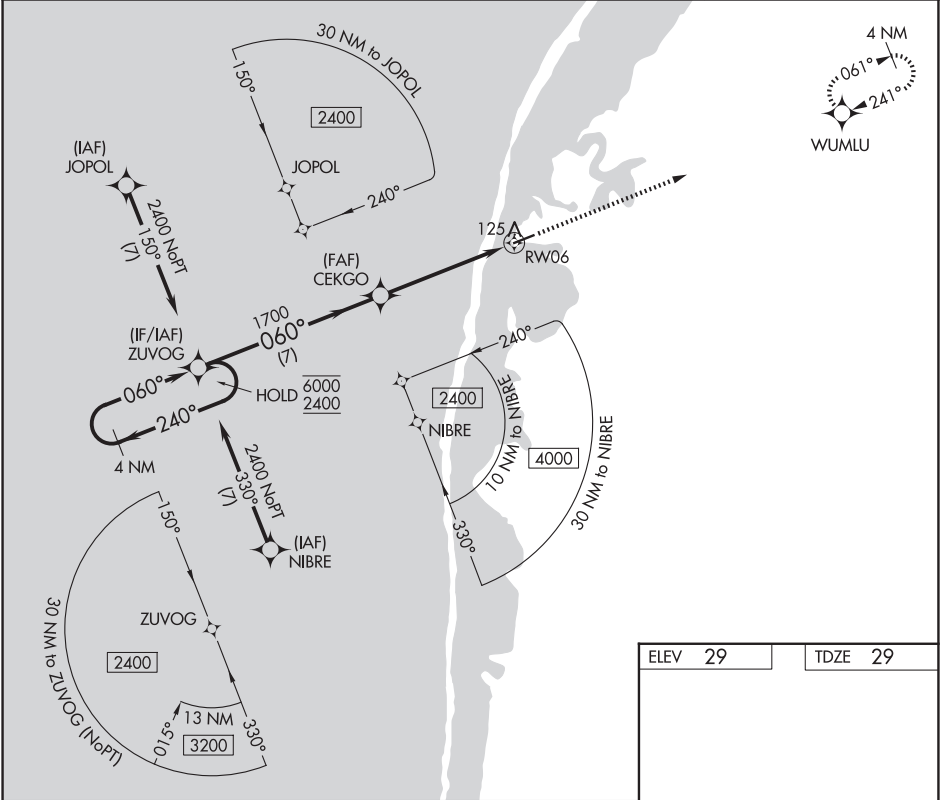 30 NM to JOPOL
150°
2400
JOPOL
240°
4 NM
061°
241°
WUMLU
(IAF)
JOPOL
2400 NoPT
150°
(7)
125
RW06
(FAF)
CEKGO
1700
060°
(7)
(IF/IAF)
ZUVOG
060°
240°
HOLD
6000
2400
4 NM
2400 NoPT
330°
(7)
(IAF)
NIBRE
240°
2400
NIBRE
10 NM to NIBRE
4000
30 NM to NIBRE
330°
150°
ZUVOG
2400
30 NM to ZUVOG (NoPT)
13 NM
015°
3200
330°
ELEV 29
TDZE 29